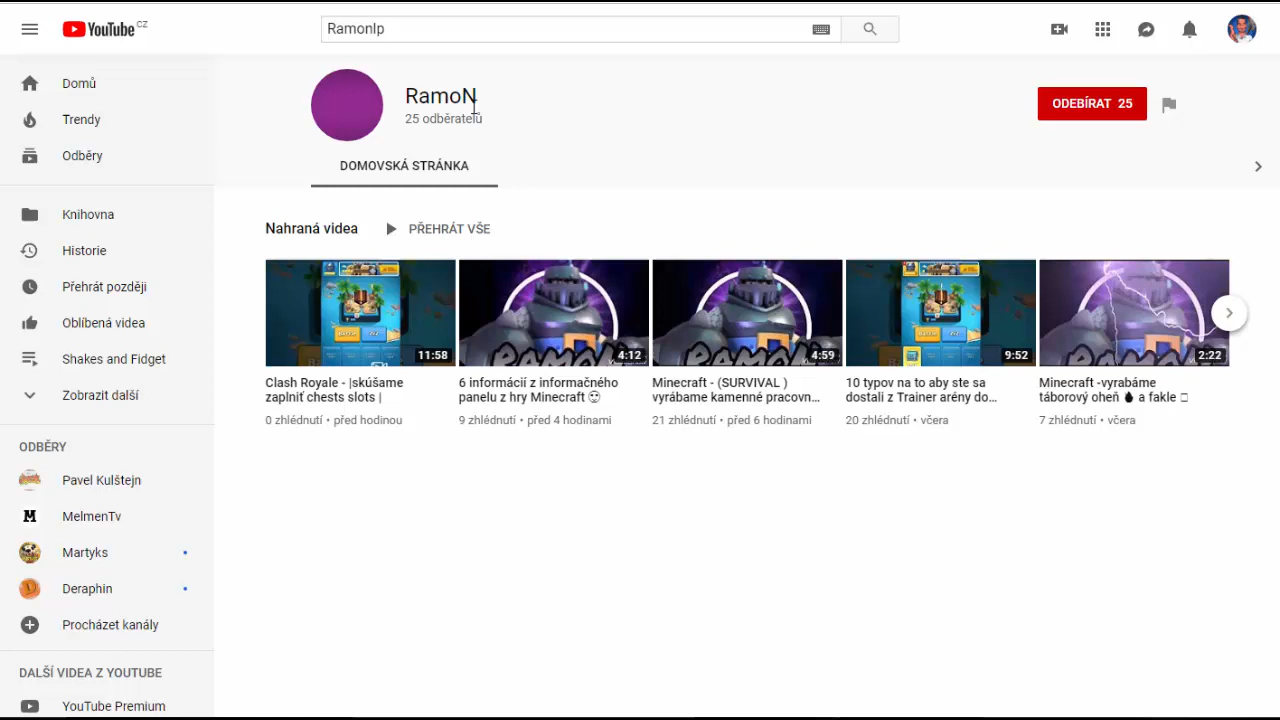 YouTube CZ
Ramonlp
Domů
Trendy
Odběry
Knihovna
Historie
Přehrát později
Oblíbená videa
Shakes and Fidget
Zobrazit další
ODBĚRY
Pavel Kulštejn
MelmenTv
Martyks
Deraphin
Procházet kanály
DALŠÍ VIDEA Z YOUTUBE
YouTube Premium
RamoN
25 odběratelů
ODEBÍRAT 25
DOMOVSKÁ STRÁNKA
Nahraná videa
PŘEHRÁT VŠE
11:58
Clash Royale - |skúšame
zaplniť chests slots |
0 zhlédnutí • před hodinou
RAMON
4:12
6 informácií z informačného
panelu z hry Minecraft 🙂
9 zhlédnutí • před 4 hodinami
RAMON
4:59
Minecraft - (SURVIVAL )
vyrábame kamenné pracovn...
21 zhlédnutí • před 6 hodinami
9:52
10 typov na to aby ste sa
dostali z Trainer arény do...
20 zhlédnutí • včera
RAMON
2:22
Minecraft -vyrabáme
táborový oheň a fakle
7 zhlédnutí • včera